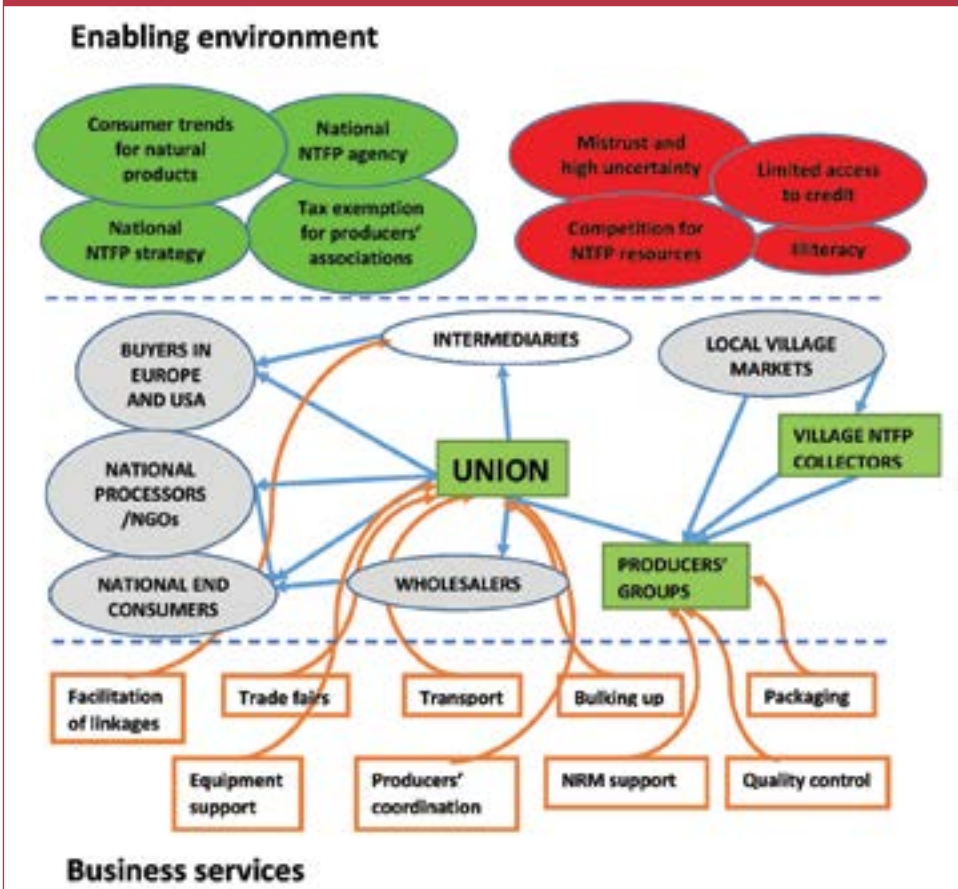 Enabling environment
Consumer trends
for natural
products
National
NTFP agency
National
NTFP strategy
Tax exemption
for producers'
associations
Mistrust and
high uncertainty
Limited access
to credit
Competition for
NTFP resources
Illiteracy
BUYERS IN
EUROPE
AND USA
INTERMEDIARIES
LOCAL VILLAGE
MARKETS
VILLAGE NTFP
COLLECTORS
UNION
NATIONAL
PROCESSORS
/NGOs
PRODUCERS'
GROUPS
NATIONAL END
CONSUMERS
WHOLESALERS
Facilitation
of linkages
Trade fairs
Transport
Bulking up
Packaging
Equipment
support
Producers'
coordination
NRM support
Quality control
Business services